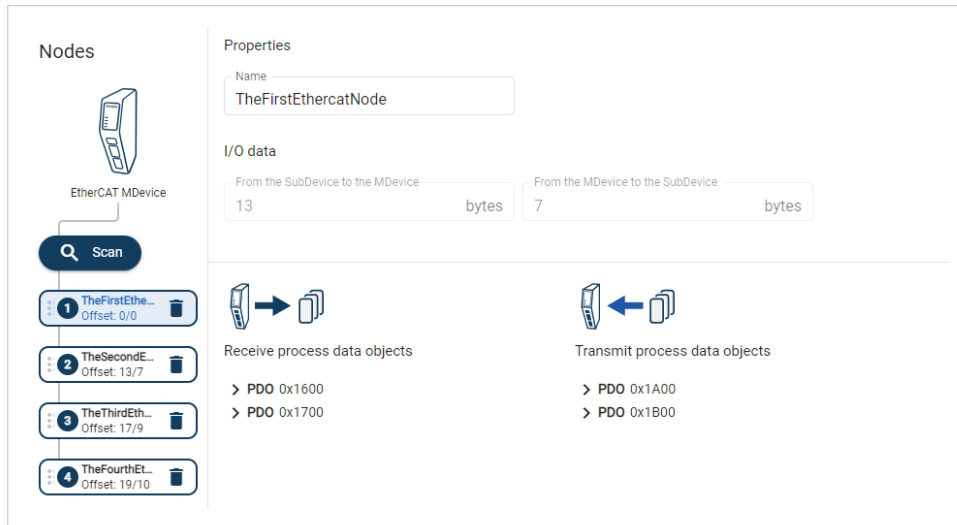 Nodes
EtherCAT MDevice
Scan
1
TheFirstEthe...
Offset: 0/0
2
TheSecondE...
Offset: 13/7
3
TheThirdEth...
Offset: 17/9
4
TheFourthEt...
Offset: 19/10
Properties
Name
TheFirstEthercatNode
I/O data
From the SubDevice to the MDevice
13 bytes
From the MDevice to the SubDevice
7 bytes
Receive process data objects
PDO 0x1600
PDO 0x1700
Transmit process data objects
PDO 0x1A00
PDO 0x1B00